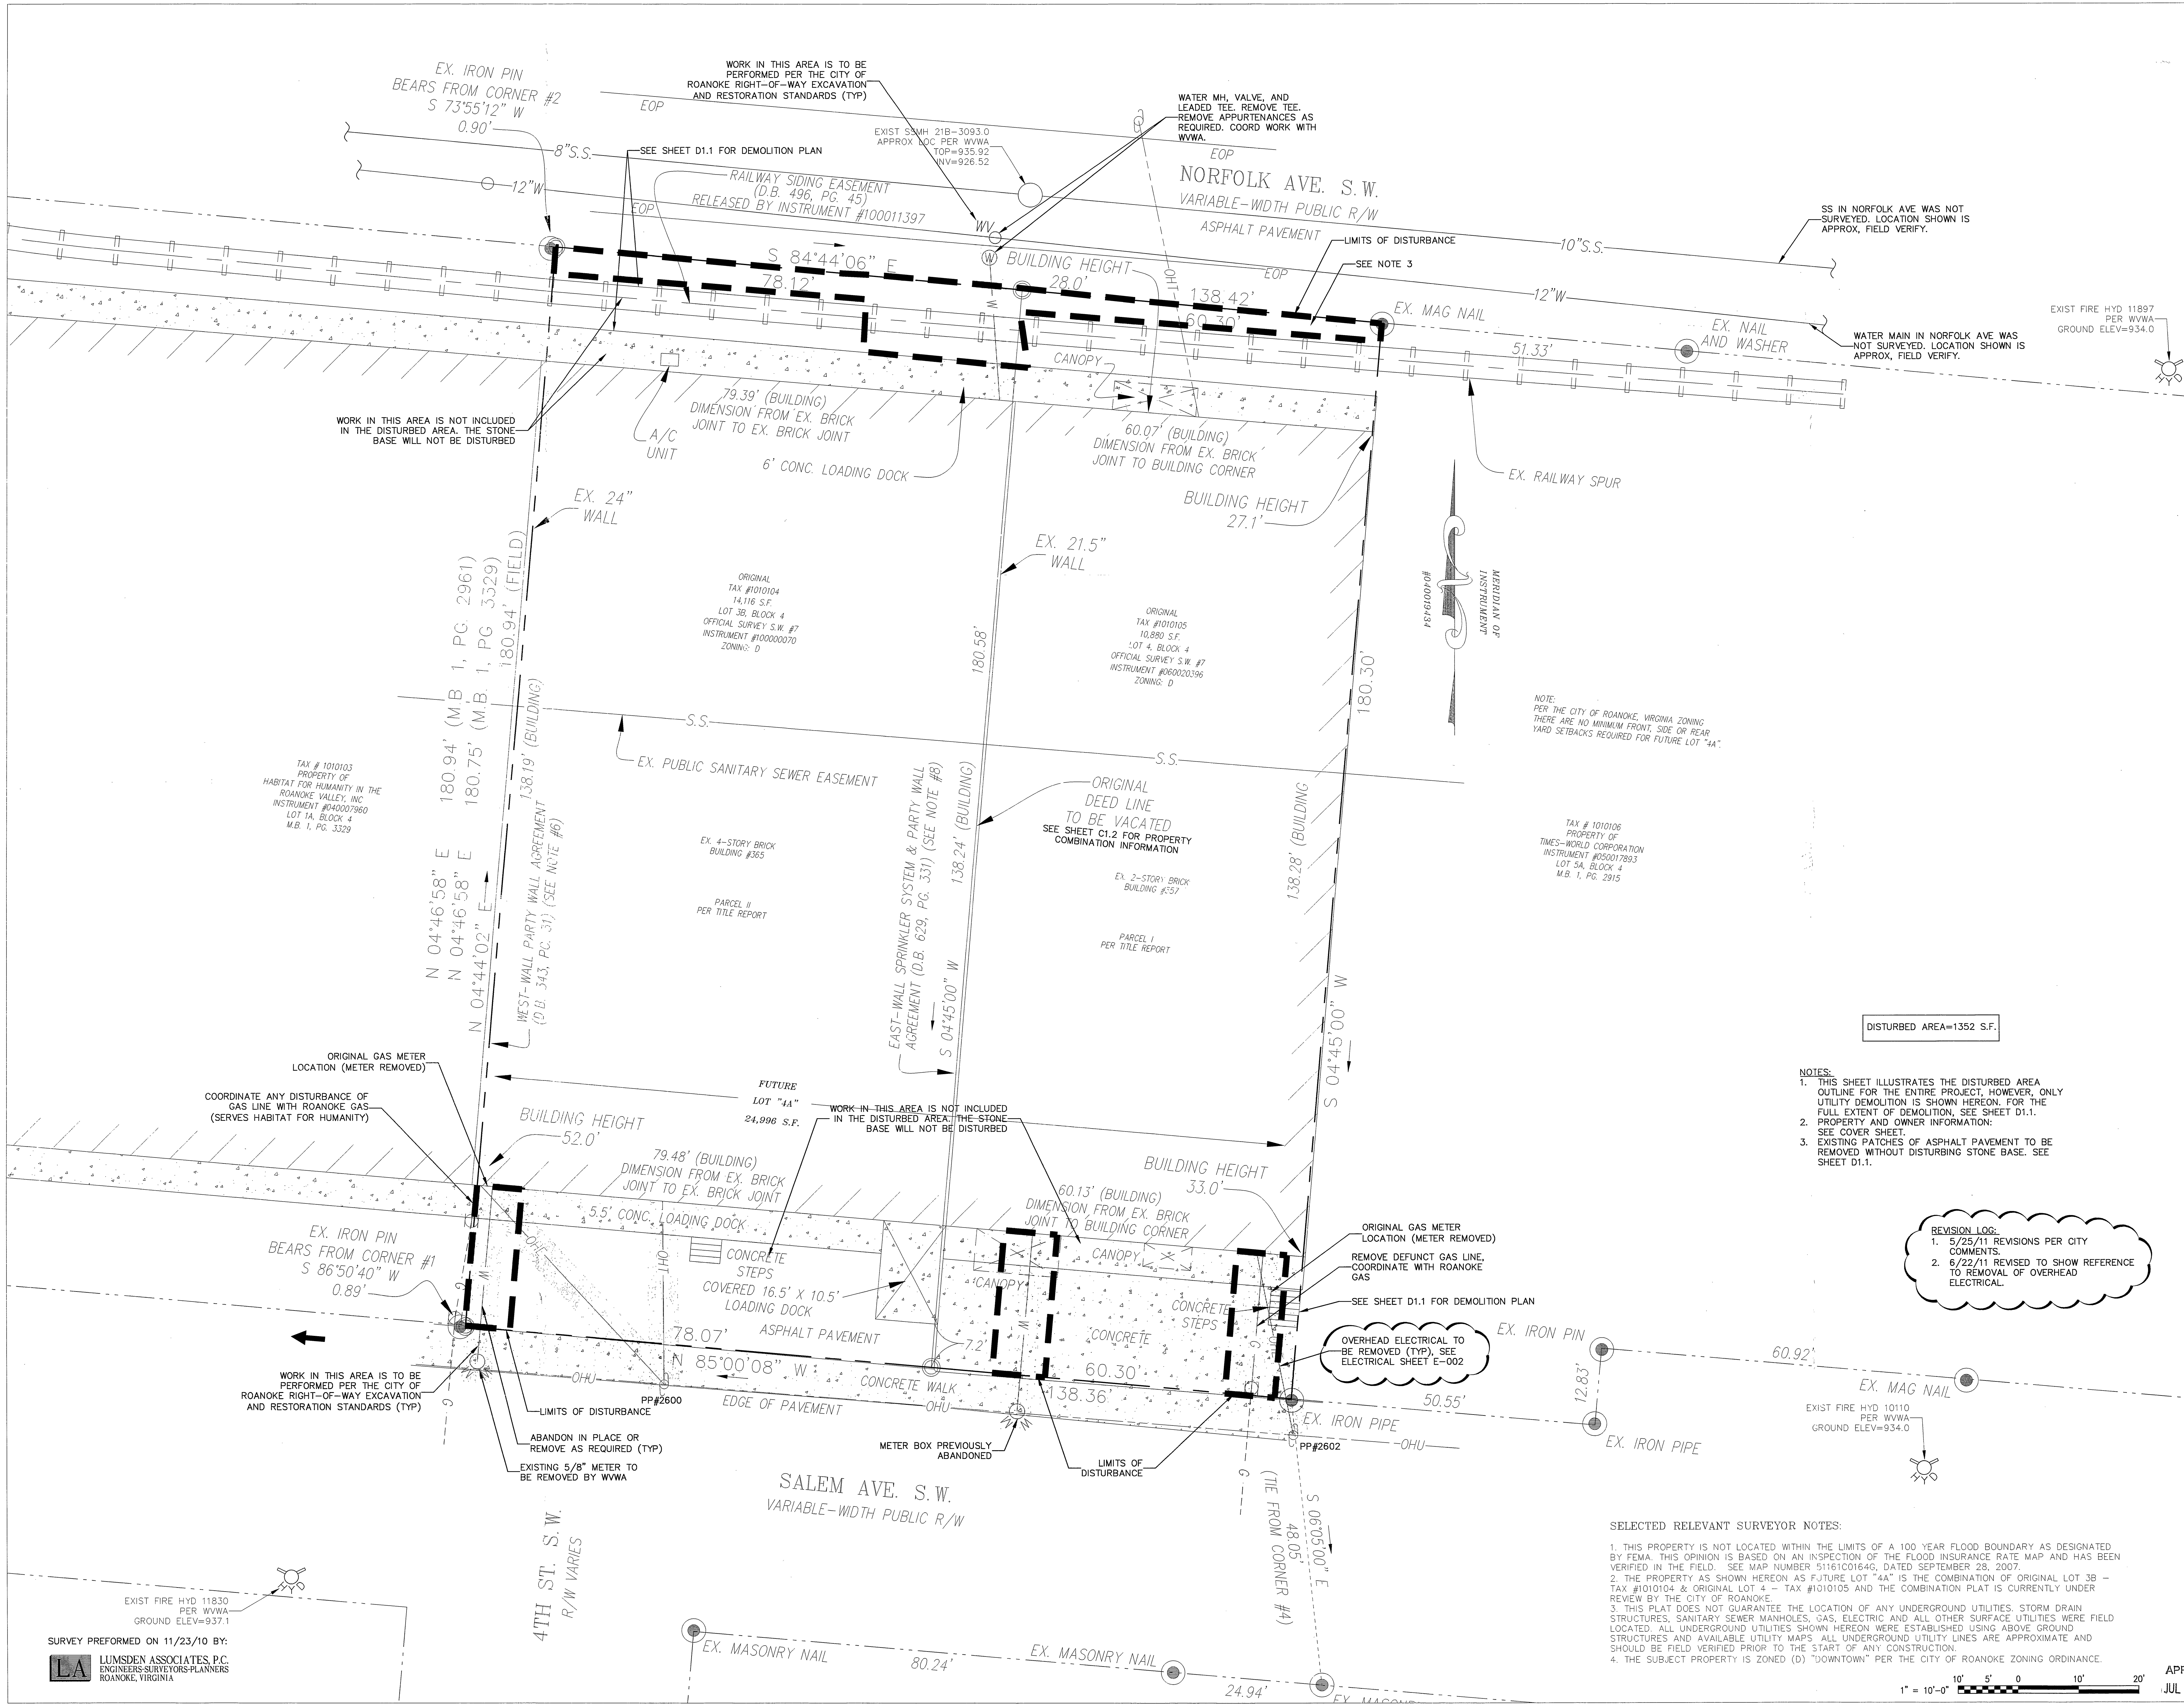 EX. IRON PIN
BEARS FROM CORNER #2
S 73°55'12" W
0.90'
WORK IN THIS AREA IS TO BE
PERFORMED PER THE CITY OF
ROANOKE RIGHT-OF-WAY EXCAVATION
AND RESTORATION STANDARDS (TYP)
EOP
WATER MH, VALVE, AND
LEADED TEE. REMOVE TEE.
REMOVE APPURTENANCES AS
REQUIRED. COORD WORK WITH
WVWA.
EXIST SSMH 21B-3093.0
APPROX LOC PER WVWA
TOP=935.92
INV=926.52
EOP
NORFOLK AVE. S.W.
VARIABLE-WIDTH PUBLIC R/W
ASPHALT PAVEMENT
8"S.S.
SEE SHEET D1.1 FOR DEMOLITION PLAN
12"W
RAILWAY SIDING EASEMENT
(D.B. 496, PG. 45)
RELEASED BY INSTRUMENT #100011397
EOP
WV
W
W
OHT
SS IN NORFOLK AVE WAS NOT
SURVEYED. LOCATION SHOWN IS
APPROX, FIELD VERIFY.
LIMITS OF DISTURBANCE
10"S.S.
SEE NOTE 3
EOP
12"W
S 84°44'06" E
78.12'
BUILDING HEIGHT
28.0'
138.42'
60.30'
EX. MAG NAIL
EX. NAIL
AND WASHER
51.33'
WATER MAIN IN NORFOLK AVE WAS
NOT SURVEYED. LOCATION SHOWN IS
APPROX, FIELD VERIFY.
EXIST FIRE HYD 11897
PER WVWA
GROUND ELEV=934.0
HYD
CANOPY
WORK IN THIS AREA IS NOT INCLUDED
IN THE DISTURBED AREA. THE STONE
BASE WILL NOT BE DISTURBED
79.39' (BUILDING)
DIMENSION FROM EX. BRICK
JOINT TO EX. BRICK JOINT
A/C
UNIT
6' CONC. LOADING DOCK
60.07' (BUILDING)
DIMENSION FROM EX. BRICK
JOINT TO BUILDING CORNER
BUILDING HEIGHT
27.1'
EX. RAILWAY SPUR
EX. 24"
WALL
EX. 21.5"
WALL
MERIDIAN OF
INSTRUMENT
#040019434
ORIGINAL
TAX #1010104
14,116 S.F.
LOT 3B, BLOCK 4
OFFICIAL SURVEY S.W. #7
INSTRUMENT #100000070
ZONING: D
ORIGINAL
TAX #1010105
10,880 S.F.
LOT 4, BLOCK 4
OFFICIAL SURVEY S.W. #7
INSTRUMENT #060020396
ZONING: D
N 04°46'58" E 180.94' (M.B. 1, PG. 2961)
N 04°46'58" E 180.75' (M.B. 1, PG. 3329)
N 04°44'02" E 180.94' (FIELD)
138.19' (BUILDING)
WEST-WALL PARTY WALL AGREEMENT
(D.B. 343, PG. 31) (SEE NOTE #6)
180.58'
180.30'
NOTE:
PER THE CITY OF ROANOKE, VIRGINIA ZONING
THERE ARE NO MINIMUM FRONT, SIDE OR REAR
YARD SETBACKS REQUIRED FOR FUTURE LOT "4A".
S.S.
S.S.
EX. PUBLIC SANITARY SEWER EASEMENT
TAX # 1010103
PROPERTY OF
HABITAT FOR HUMANITY IN THE
ROANOKE VALLEY, INC
INSTRUMENT #040007960
LOT 1A, BLOCK 4
M.B. 1, PG. 3329
EAST-WALL SPRINKLER SYSTEM & PARTY WALL
AGREEMENT (D.B. 629, PG. 331) (SEE NOTE #8)
S 04°45'00" W
138.24' (BUILDING)
ORIGINAL
DEED LINE
TO BE VACATED
SEE SHEET C1.2 FOR PROPERTY
COMBINATION INFORMATION
138.28' (BUILDING
S 04°45'00" W
TAX # 1010106
PROPERTY OF
TIMES-WORLD CORPORATION
INSTRUMENT #050017893
LOT 5A, BLOCK 4
M.B. 1, PG. 2915
EX. 4-STORY BRICK
BUILDING #365
PARCEL II
PER TITLE REPORT
EX. 2-STORY BRICK
BUILDING #357
PARCEL I
PER TITLE REPORT
DISTURBED AREA=1352 S.F.
NOTES:
1. THIS SHEET ILLUSTRATES THE DISTURBED AREA
OUTLINE FOR THE ENTIRE PROJECT, HOWEVER, ONLY
UTILITY DEMOLITION IS SHOWN HEREON. FOR THE
FULL EXTENT OF DEMOLITION, SEE SHEET D1.1.
2. PROPERTY AND OWNER INFORMATION:
SEE COVER SHEET.
3. EXISTING PATCHES OF ASPHALT PAVEMENT TO BE
REMOVED WITHOUT DISTURBING STONE BASE. SEE
SHEET D1.1.
REVISION LOG:
1. 5/25/11 REVISIONS PER CITY
COMMENTS.
2. 6/22/11 REVISED TO SHOW REFERENCE
TO REMOVAL OF OVERHEAD
ELECTRICAL.
ORIGINAL GAS METER
LOCATION (METER REMOVED)
COORDINATE ANY DISTURBANCE OF
GAS LINE WITH ROANOKE GAS
(SERVES HABITAT FOR HUMANITY)
BUILDING HEIGHT
52.0'
FUTURE
LOT "4A"
24,996 S.F.
WORK IN THIS AREA IS NOT INCLUDED
IN THE DISTURBED AREA. THE STONE
BASE WILL NOT BE DISTURBED
79.48' (BUILDING)
DIMENSION FROM EX. BRICK
JOINT TO EX. BRICK JOINT
5.5' CONC. LOADING DOCK
BUILDING HEIGHT
33.0'
60.13' (BUILDING)
DIMENSION FROM EX. BRICK
JOINT TO BUILDING CORNER
CANOPY
CANOPY
ORIGINAL GAS METER
LOCATION (METER REMOVED)
REMOVE DEFUNCT GAS LINE,
COORDINATE WITH ROANOKE
GAS
SEE SHEET D1.1 FOR DEMOLITION PLAN
OVERHEAD ELECTRICAL TO
BE REMOVED (TYP), SEE
ELECTRICAL SHEET E-002
EX. IRON PIN
BEARS FROM CORNER #1
S 86°50'40" W
0.89'
G
W
OHT
OHT
CONCRETE
STEPS
COVERED 16.5' X 10.5'
LOADING DOCK
ASPHALT PAVEMENT
W
CONCRETE
CONCRETE
STEPS
G
78.07'
N 85°00'08" W
7.2'
60.30'
138.36'
CONCRETE WALK
EDGE OF PAVEMENT
OHU
OHU
OHU
PP#2600
PP#2602
WM
WM
EX. IRON PIPE
50.55'
EX. IRON PIN
12.83'
60.92'
EX. MAG NAIL
EX. IRON PIPE
EXIST FIRE HYD 10110
PER WVWA
GROUND ELEV=934.0
HYD
WORK IN THIS AREA IS TO BE
PERFORMED PER THE CITY OF
ROANOKE RIGHT-OF-WAY EXCAVATION
AND RESTORATION STANDARDS (TYP)
G
LIMITS OF DISTURBANCE
ABANDON IN PLACE OR
REMOVE AS REQUIRED (TYP)
EXISTING 5/8" METER TO
BE REMOVED BY WVWA
METER BOX PREVIOUSLY
ABANDONED
LIMITS OF
DISTURBANCE
G
SALEM AVE. S.W.
VARIABLE-WIDTH PUBLIC R/W
4TH ST. S.W.
R/W VARIES
(TIE FROM CORNER #4)
48.05'
S 06°05'00" E
HYD
EXIST FIRE HYD 11830
PER WVWA
GROUND ELEV=937.1
EX. MASONRY NAIL
80.24'
EX. MASONRY NAIL
24.94'
SURVEY PREFORMED ON 11/23/10 BY:
LA
LUMSDEN ASSOCIATES, P.C.
ENGINEERS-SURVEYORS-PLANNERS
ROANOKE, VIRGINIA
SELECTED RELEVANT SURVEYOR NOTES:
1. THIS PROPERTY IS NOT LOCATED WITHIN THE LIMITS OF A 100 YEAR FLOOD BOUNDARY AS DESIGNATED
BY FEMA. THIS OPINION IS BASED ON AN INSPECTION OF THE FLOOD INSURANCE RATE MAP AND HAS BEEN
VERIFIED IN THE FIELD. SEE MAP NUMBER 51161C0164G, DATED SEPTEMBER 28, 2007.
2. THE PROPERTY AS SHOWN HEREON AS FUTURE LOT "4A" IS THE COMBINATION OF ORIGINAL LOT 3B -
TAX #1010104 & ORIGINAL LOT 4 - TAX #1010105 AND THE COMBINATION PLAT IS CURRENTLY UNDER
REVIEW BY THE CITY OF ROANOKE.
3. THIS PLAT DOES NOT GUARANTEE THE LOCATION OF ANY UNDERGROUND UTILITIES. STORM DRAIN
STRUCTURES, SANITARY SEWER MANHOLES, GAS, ELECTRIC AND ALL OTHER SURFACE UTILITIES WERE FIELD
LOCATED. ALL UNDERGROUND UTILITIES SHOWN HEREON WERE ESTABLISHED USING ABOVE GROUND
STRUCTURES AND AVAILABLE UTILITY MAPS. ALL UNDERGROUND UTILITY LINES ARE APPROXIMATE AND
SHOULD BE FIELD VERIFIED PRIOR TO THE START OF ANY CONSTRUCTION.
4. THE SUBJECT PROPERTY IS ZONED (D) "DOWNTOWN" PER THE CITY OF ROANOKE ZONING ORDINANCE.
1" = 10'-0"
10' 5' 0 10' 20'
JUL